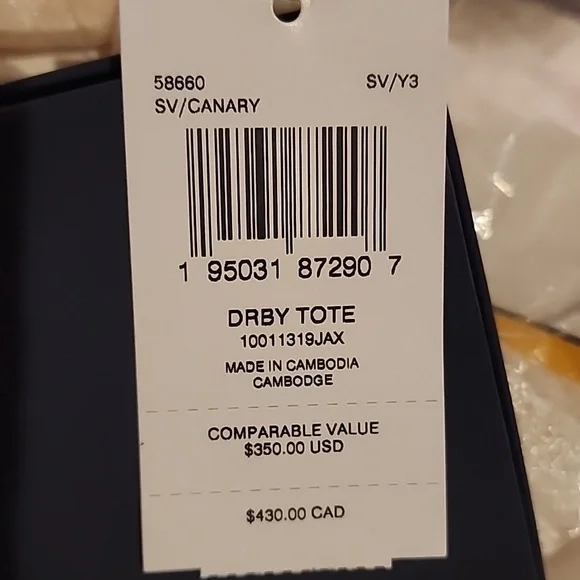 58660 SV/Y3
SV/CANARY
1 95031 87290 7
DRBY TOTE
10011319JAX
MADE IN CAMBODIA
CAMBODGE
COMPARABLE VALUE
$350.00 USD
$430.00 CAD